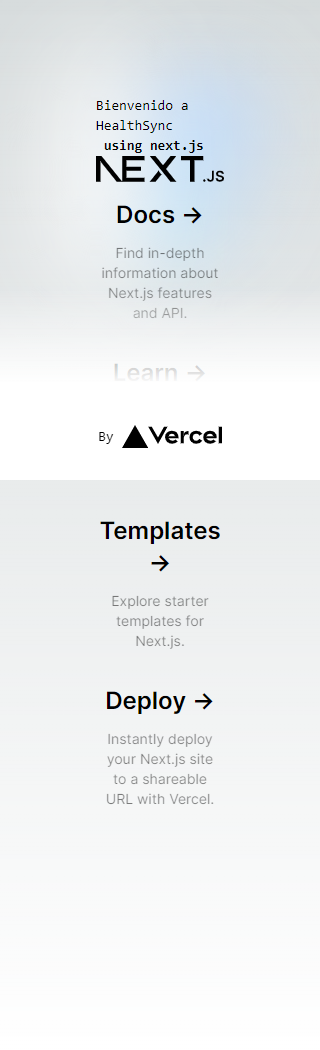 Bienvenido a
HealthSync
using next.js
NEXT.JS
Docs →
Find in-depth
information about
Next.js features
and API.
Learn →
By Vercel
Templates
→
Explore starter
templates for
Next.js.
Deploy →
Instantly deploy
your Next.js site
to a shareable
URL with Vercel.